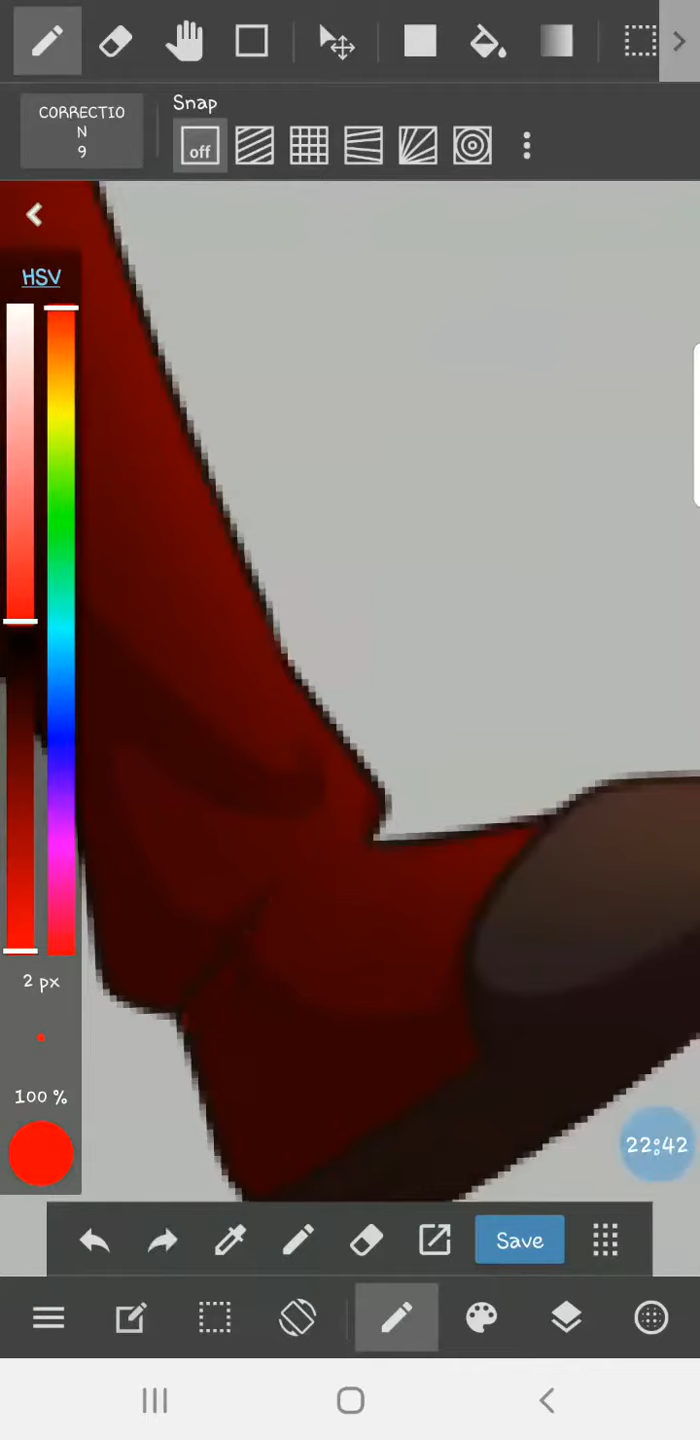 Snap
CORRECTIO
N
9
off
HSV
2 px
100 %
22:42
Save